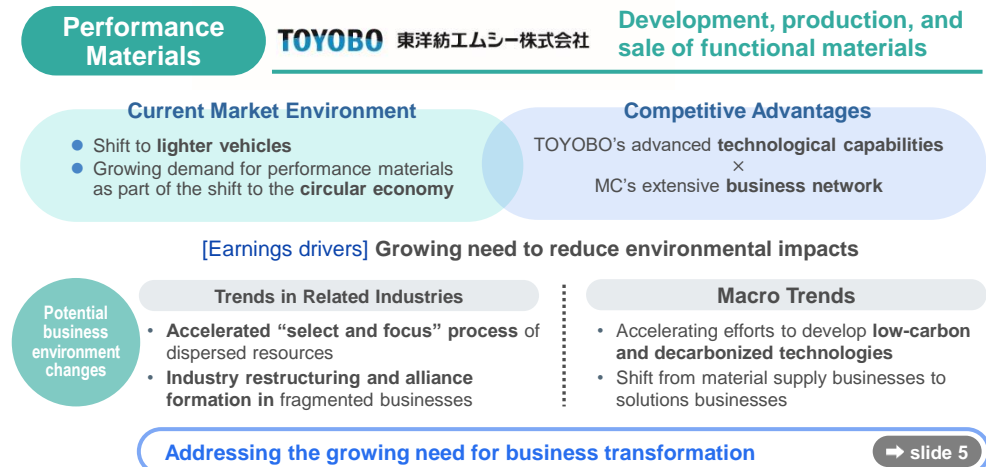 Performance
Materials
TOYOBO 東洋紡エムシー株式会社
Development, production, and
sale of functional materials
Current Market Environment
● Shift to lighter vehicles
● Growing demand for performance materials
as part of the shift to the circular economy
Competitive Advantages
TOYOBO's advanced technological capabilities
×
MC's extensive business network
[Earnings drivers] Growing need to reduce environmental impacts
Potential
business
environment
changes
Trends in Related Industries
• Accelerated “select and focus” process of
dispersed resources
• Industry restructuring and alliance
formation in fragmented businesses
Macro Trends
• Accelerating efforts to develop low-carbon
and decarbonized technologies
• Shift from material supply businesses to
solutions businesses
Addressing the growing need for business transformation
➡ slide 5